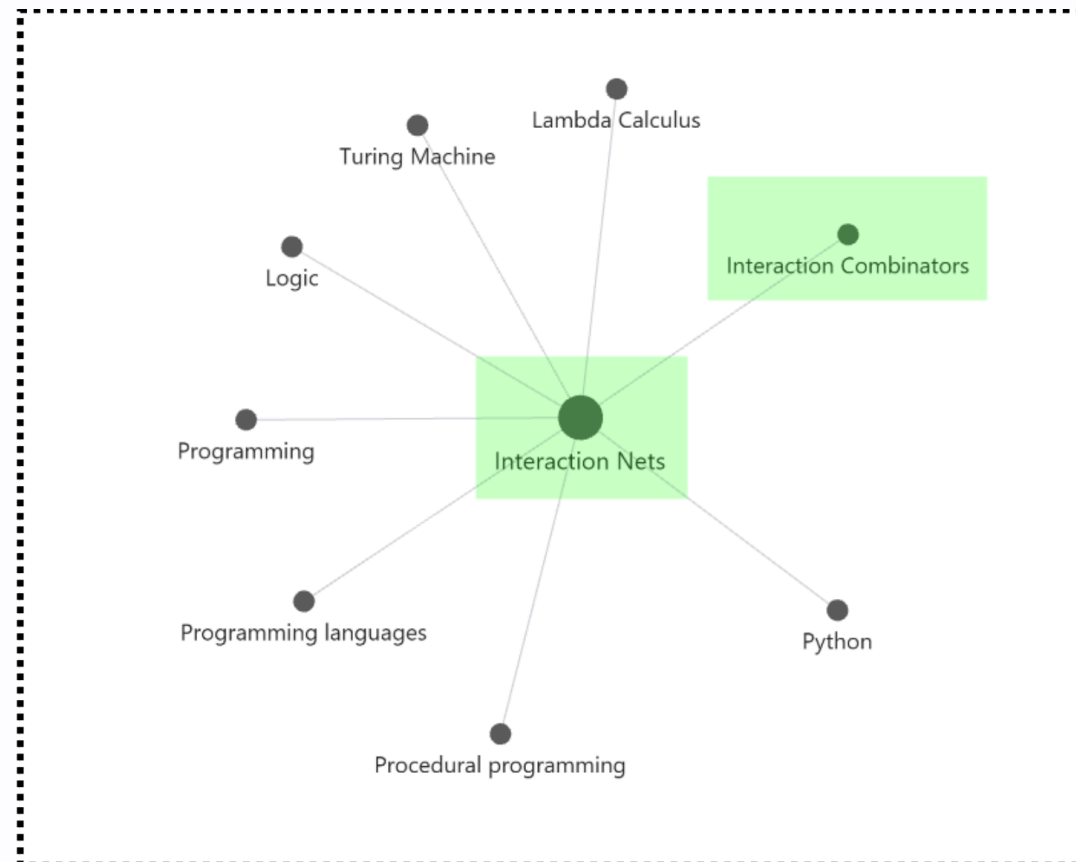 Lambda Calculus
Turing Machine
Interaction Combinators
Logic
Programming
Interaction Nets
Programming languages
Python
Procedural programming